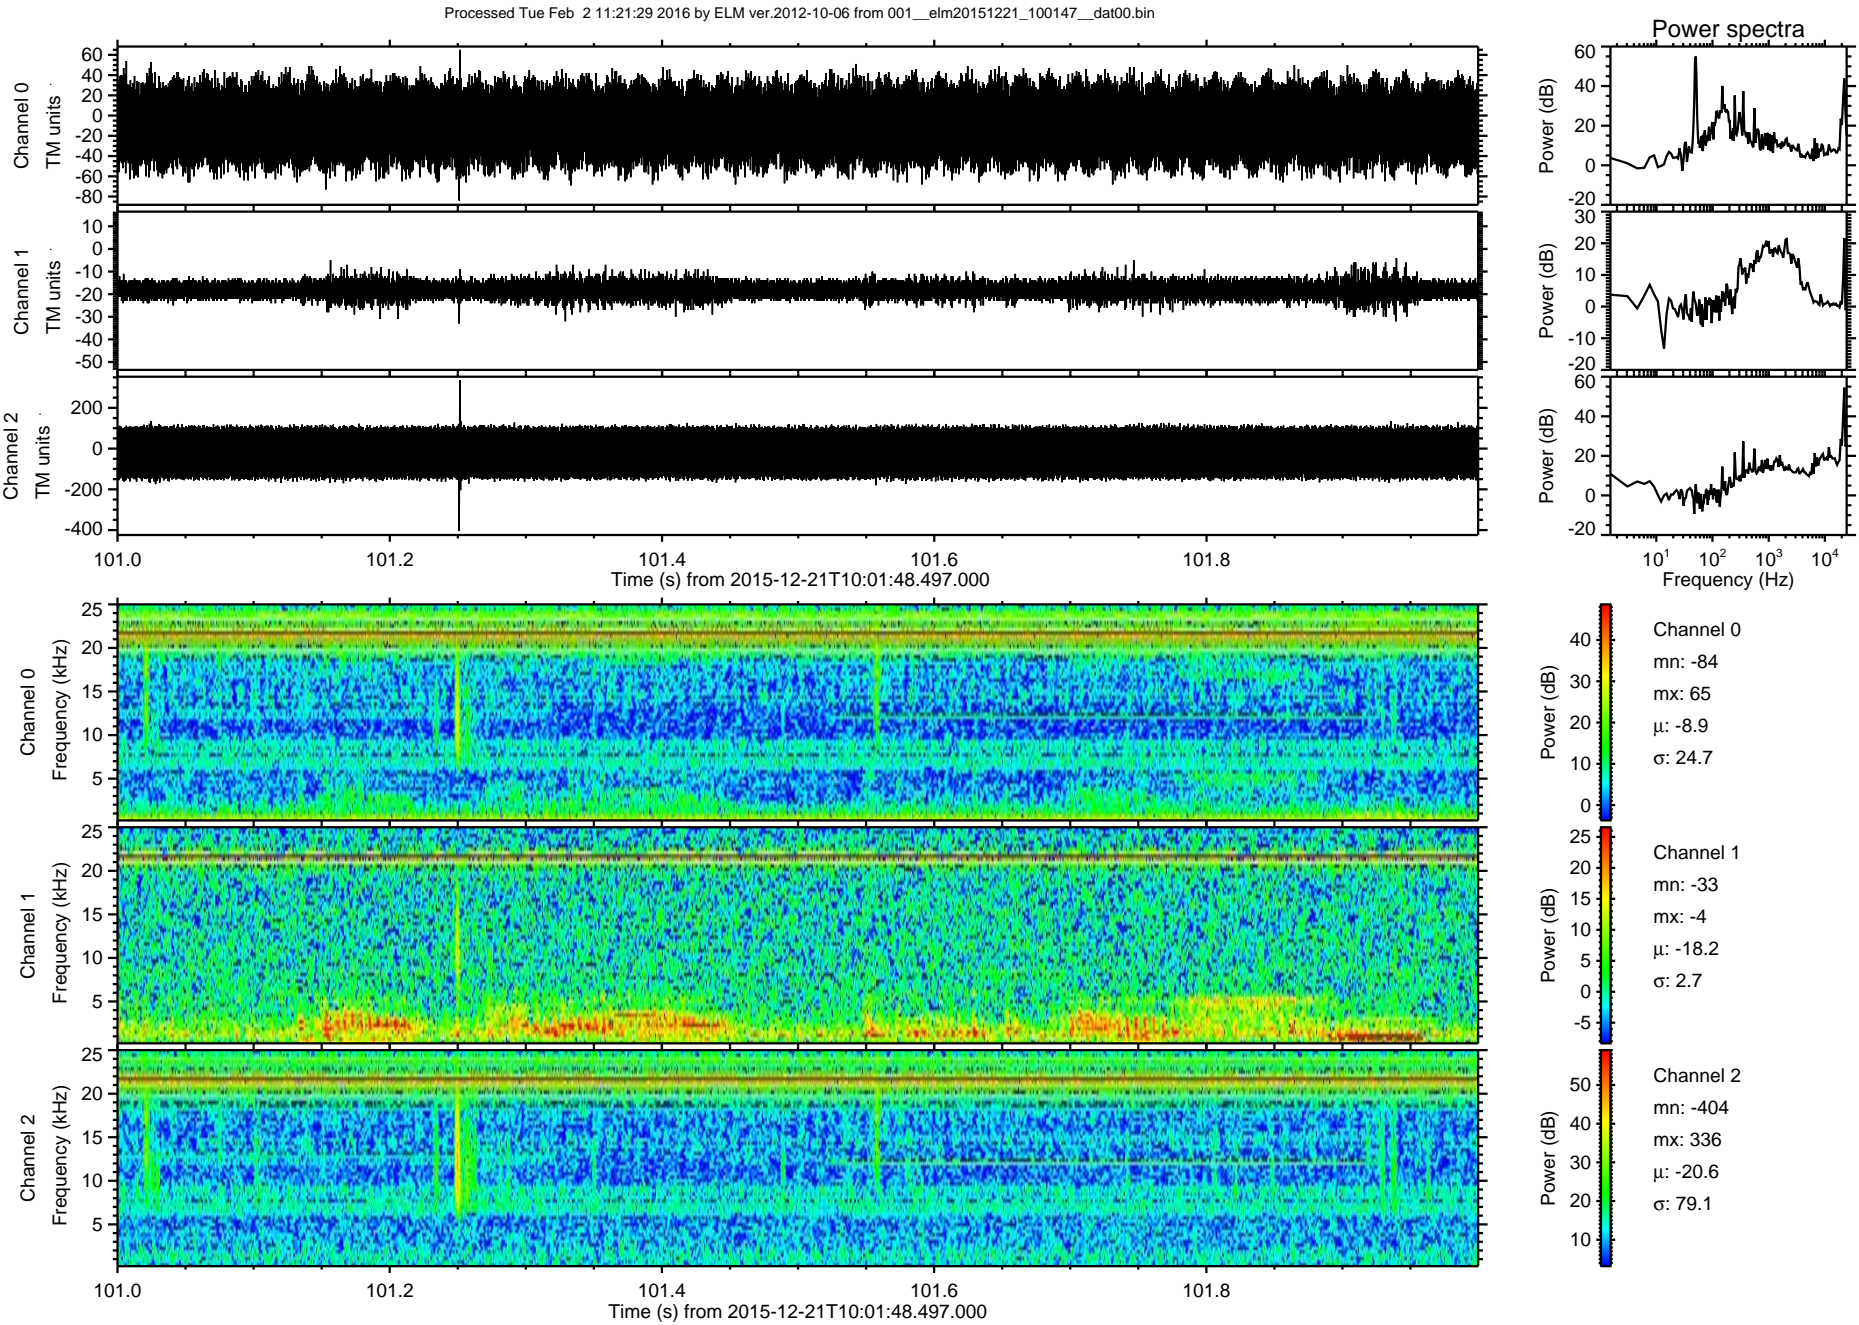 Processed Tue Feb  2 11:21:29 2016 by ELM ver.2012-10-06 from 001__elm20151221_100147__dat00.bin
Power spectra
Channel 0
TM units
60
40
20
0
-20
-40
-60
-80
Power (dB)
60
40
20
0
-20
Channel 1
TM units
10
0
-10
-20
-30
-40
-50
Power (dB)
30
20
10
0
-10
-20
Channel 2
TM units
200
0
-200
-400
Power (dB)
60
40
20
0
-20
101.0 101.2 101.4 101.6 101.8
Time (s) from 2015-12-21T10:01:48.497.000
10^1 10^2 10^3 10^4
Frequency (Hz)
Channel 0
Frequency (kHz)
25
20
15
10
5
Power (dB)
40
30
20
10
0
Channel 0
mn: -84
mx: 65
μ: -8.9
σ: 24.7
Channel 1
Frequency (kHz)
25
20
15
10
5
Power (dB)
25
20
15
10
5
0
-5
Channel 1
mn: -33
mx: -4
μ: -18.2
σ: 2.7
Channel 2
Frequency (kHz)
25
20
15
10
5
Power (dB)
50
40
30
20
10
Channel 2
mn: -404
mx: 336
μ: -20.6
σ: 79.1
101.0 101.2 101.4 101.6 101.8
Time (s) from 2015-12-21T10:01:48.497.000